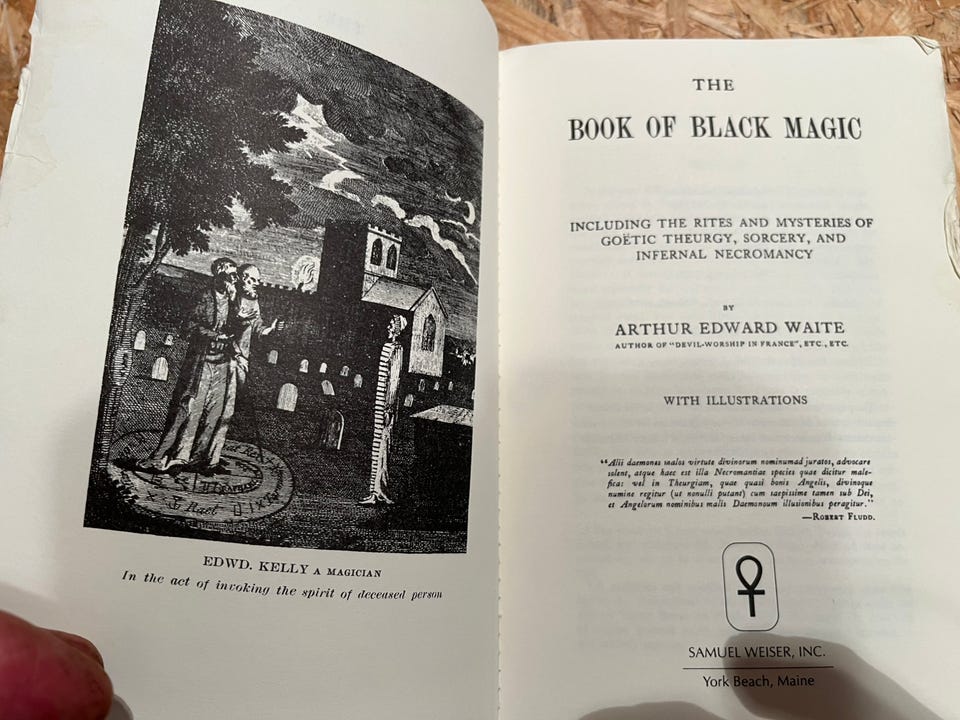 EDWD. KELLY A MAGICIAN
In the act of invoking the spirit of deceased person
THE
BOOK OF BLACK MAGIC
INCLUDING THE RITES AND MYSTERIES OF
GOËTIC THEURGY, SORCERY, AND
INFERNAL NECROMANCY
BY
ARTHUR EDWARD WAITE
AUTHOR OF "DEVIL-WORSHIP IN FRANCE", ETC., ETC.
WITH ILLUSTRATIONS
"Alii daemones malos virtute divinorum nominum adjuratos, advocare
solent, atque haec est illa Necromantiae species quae dicitur male-
fica: vel in Theurgiam, quae quasi bonis Angelis, divinoque
numine regitur (ut nonulli putant) cum saepissime tamen sub Dei,
et Angelorum nominibus malis Daemonoum illusionibus peragitur."
—ROBERT FLUDD.
SAMUEL WEISER, INC.
York Beach, Maine